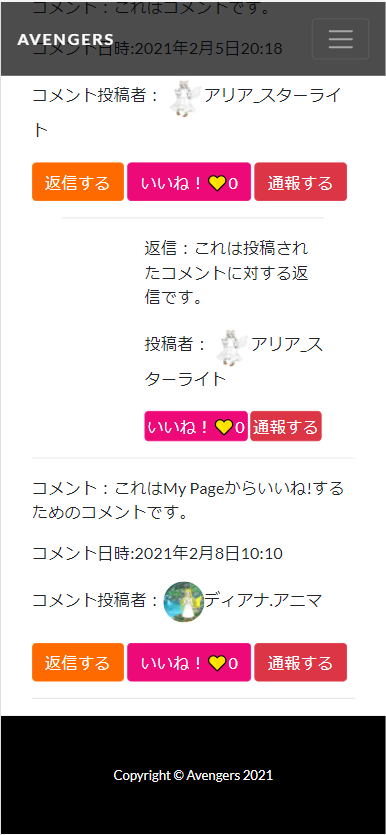 コメント：これはコメントです。
AVENGERS
コメント日時:2021年2月5日20:18
コメント投稿者： アリア_スターライ
ト
返信する いいね！💛0 通報する
返信：これは投稿され
たコメントに対する返
信です。
投稿者： アリア_ス
ターライト
いいね！💛0 通報する
コメント：これはMy Pageからいいね!する
ためのコメントです。
コメント日時:2021年2月8日10:10
コメント投稿者：ディアナ.アニマ
返信する いいね！💛0 通報する
Copyright © Avengers 2021